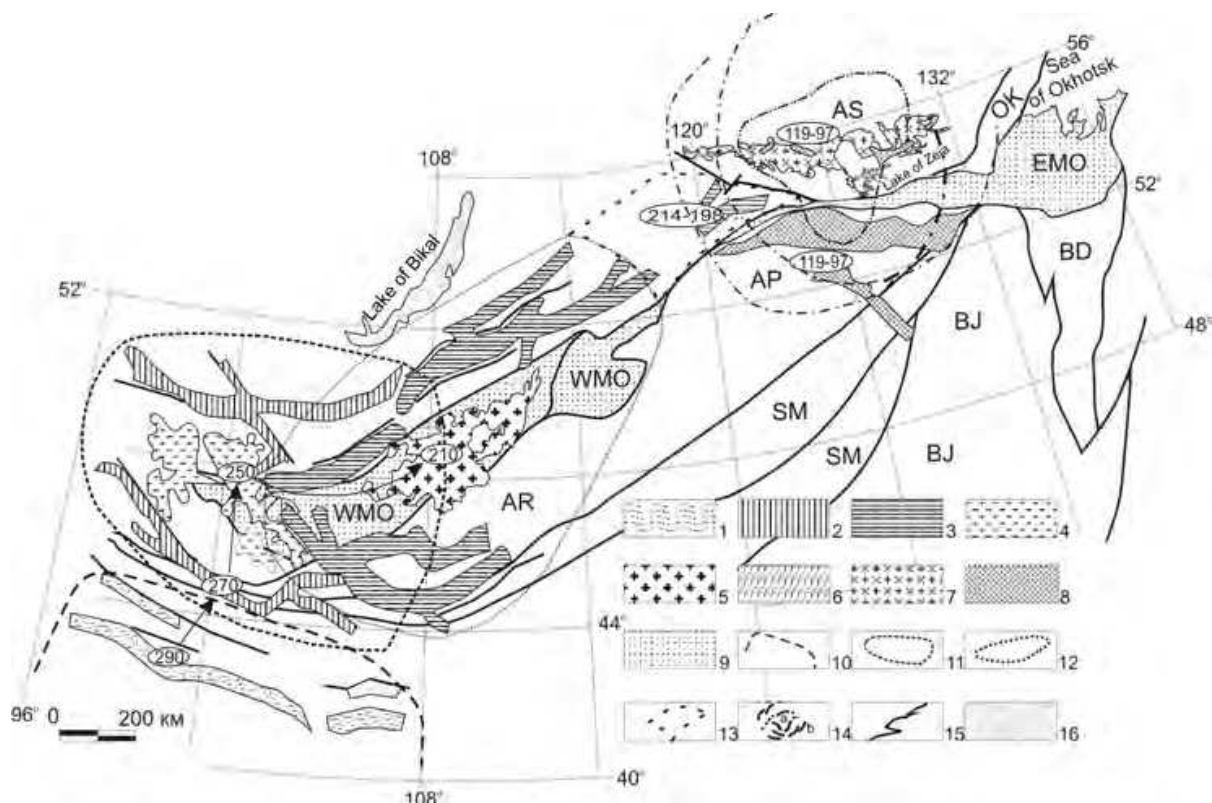 56°
Sea
of Okhotsk
132°
OK
AS
120°
119-97
108°
Lake of Zeja
EMO
52°
214-198
BD
Lake of Bikal
119-97
AP
52°
BJ
48°
WMO
SM
250
210
SM
BJ
WMO
AR
1
2
3
4
270
5
6
7
8
44°
290
9
10
11
12
96°
0 200 км
a
b
13
14
15
16
40°
108°